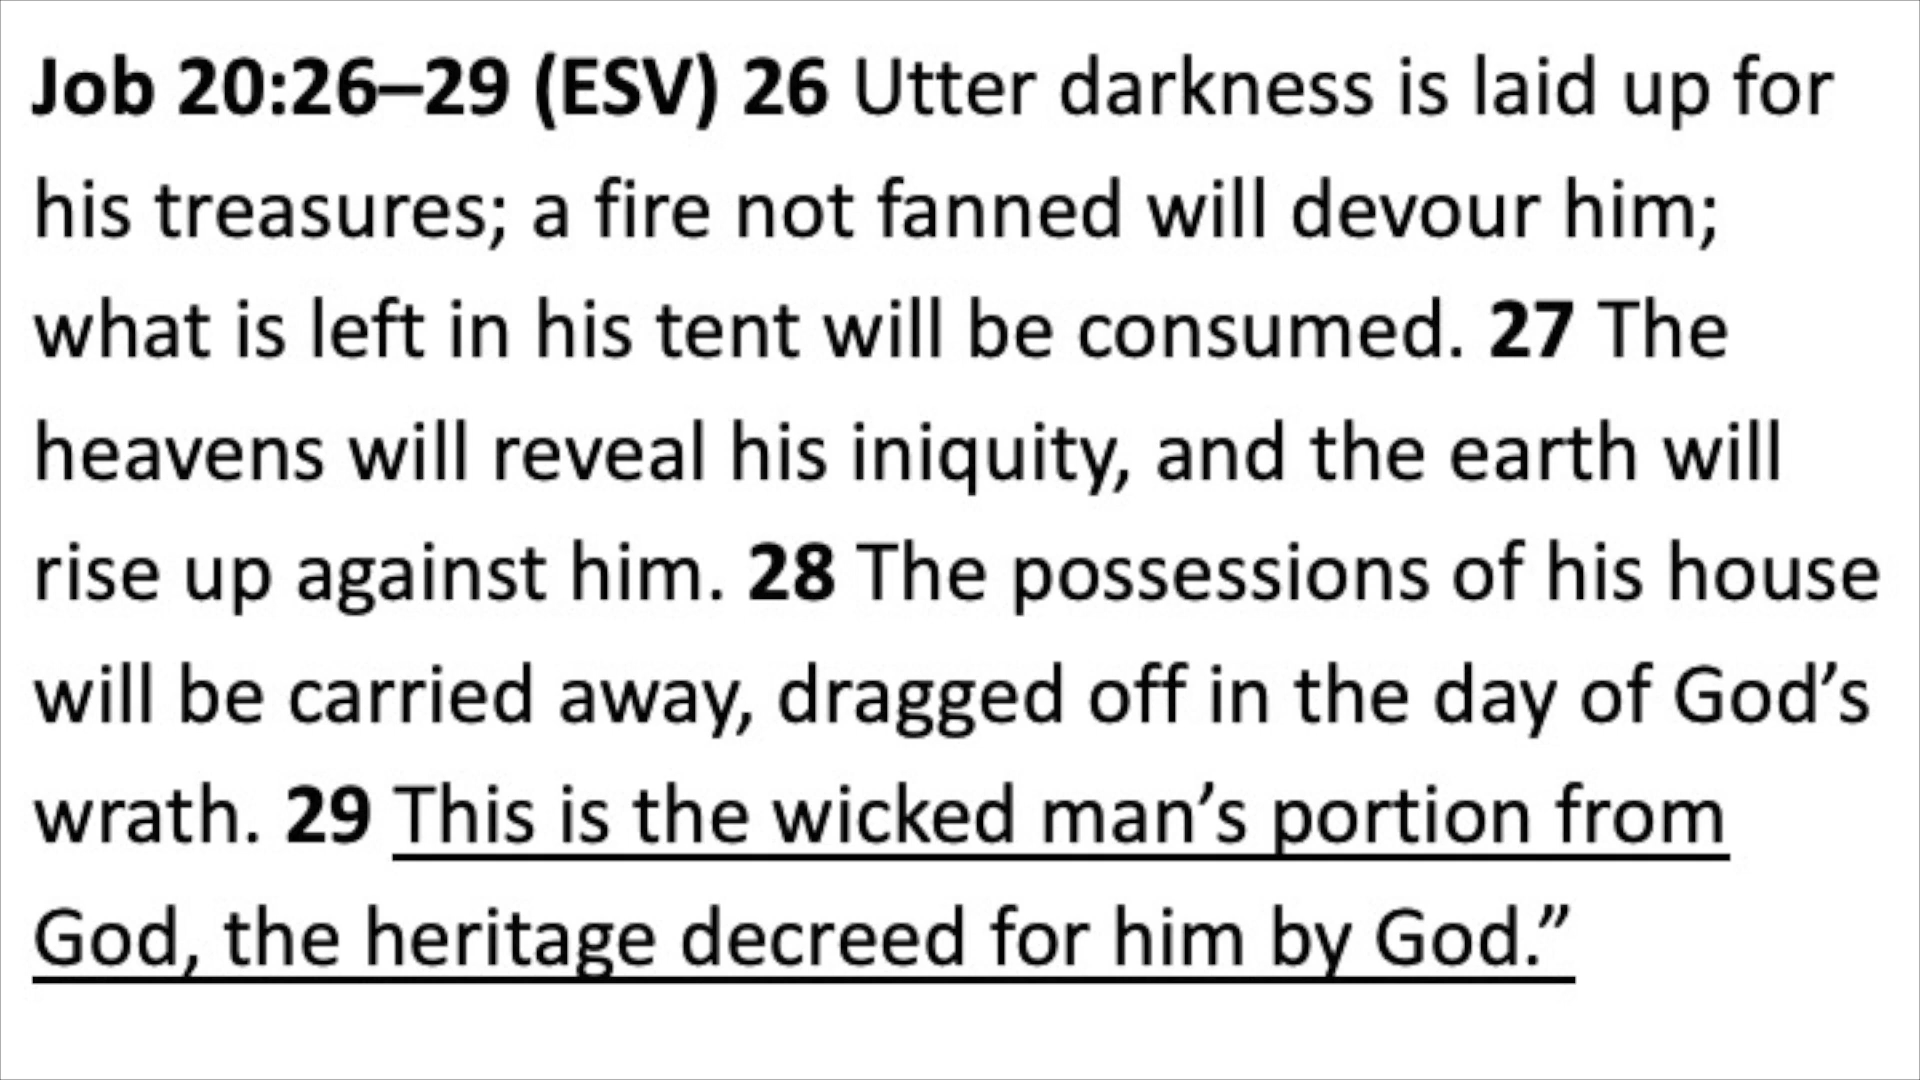 Job 20:26–29 (ESV) 26 Utter darkness is laid up for
his treasures; a fire not fanned will devour him;
what is left in his tent will be consumed. 27 The
heavens will reveal his iniquity, and the earth will
rise up against him. 28 The possessions of his house
will be carried away, dragged off in the day of God’s
wrath. 29 This is the wicked man’s portion from
God, the heritage decreed for him by God.”